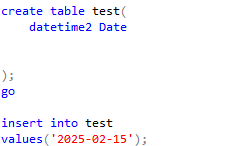 create table test(
datetime2 Date
);
go
insert into test
values('2025-02-15');